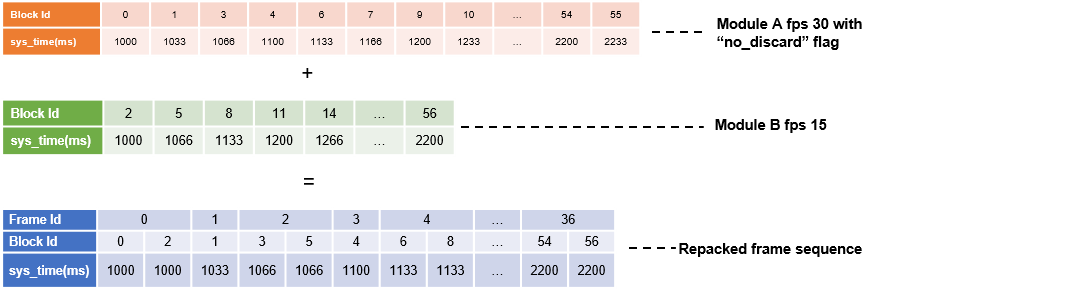 Block Id 0 1 3 4 6 7 9 10 ... 54 55
sys_time(ms) 1000 1033 1066 1100 1133 1166 1200 1233 ... 2200 2233
Module A fps 30 with
“no_discard” flag
+
Block Id 2 5 8 11 14 ... 56
sys_time(ms) 1000 1066 1133 1200 1266 ... 2200
Module B fps 15
=
Frame Id 0 1 2 3 4 ... 36
Block Id 0 2 1 3 5 4 6 8 ... 54 56
sys_time(ms) 1000 1000 1033 1066 1066 1100 1133 1133 ... 2200 2200
Repacked frame sequence